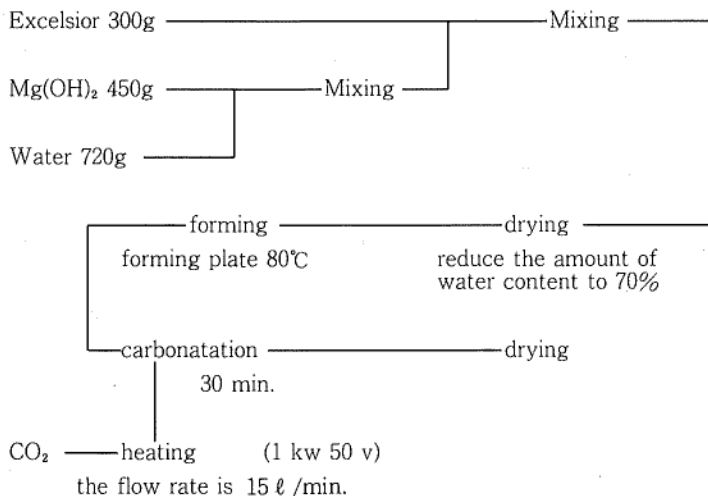 Excelsior 300g Mixing
Mg(OH)₂ 450g Mixing
Water 720g
forming drying
forming plate 80℃ reduce the amount of
water content to 70%
carbonatation drying
30 min.
CO₂ heating (1 kw 50 v)
the flow rate is 15 ℓ /min.